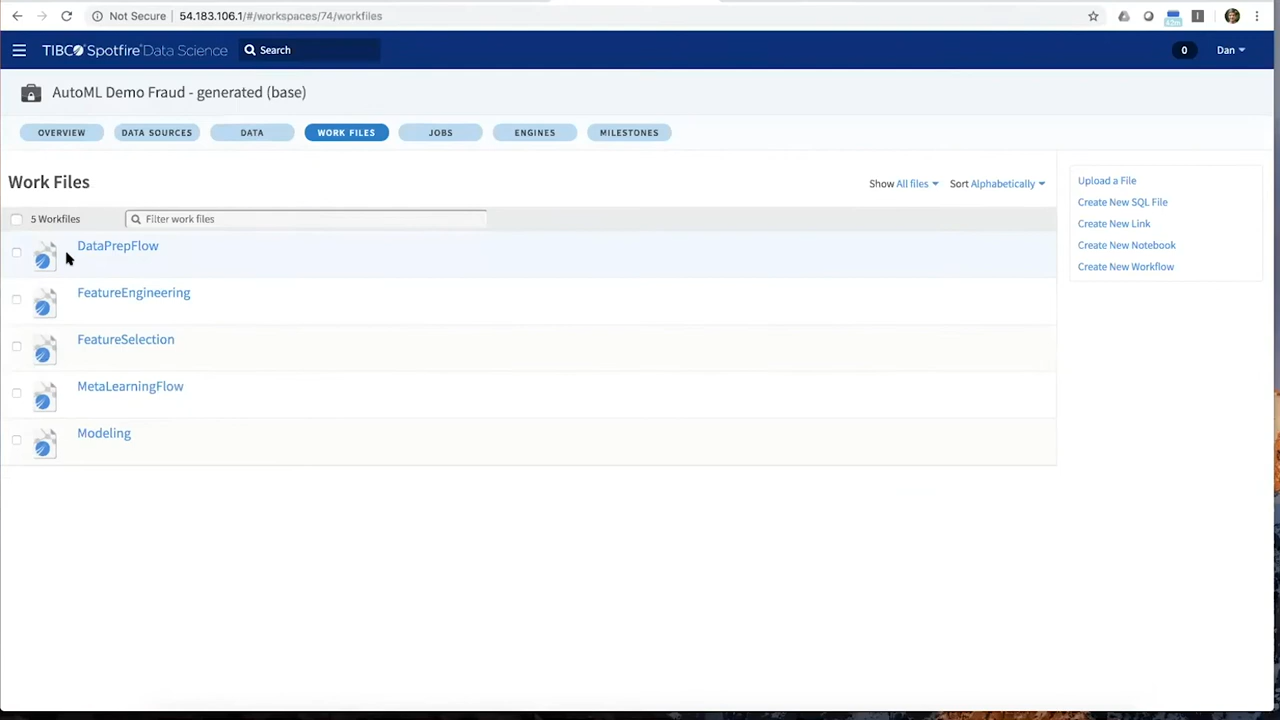 Not Secure 54.183.106.1/#/workspaces/74/workfiles
TIBCO Spotfire Data Science Search 0 Dan
AutoML Demo Fraud - generated (base)
OVERVIEW DATA SOURCES DATA WORK FILES JOBS ENGINES MILESTONES
Work Files
Show All files Sort Alphabetically
5 Workfiles Filter work files
DataPrepFlow
FeatureEngineering
FeatureSelection
MetaLearningFlow
Modeling
Upload a File
Create New SQL File
Create New Link
Create New Notebook
Create New Workflow